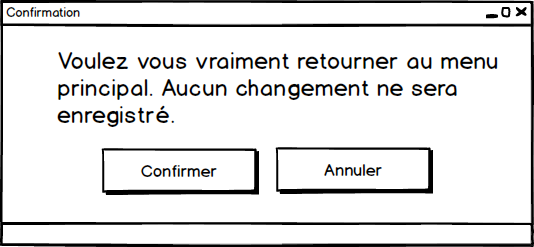 Confirmation
Voulez vous vraiment retourner au menu
principal. Aucun changement ne sera
enregistré.
Confirmer
Annuler